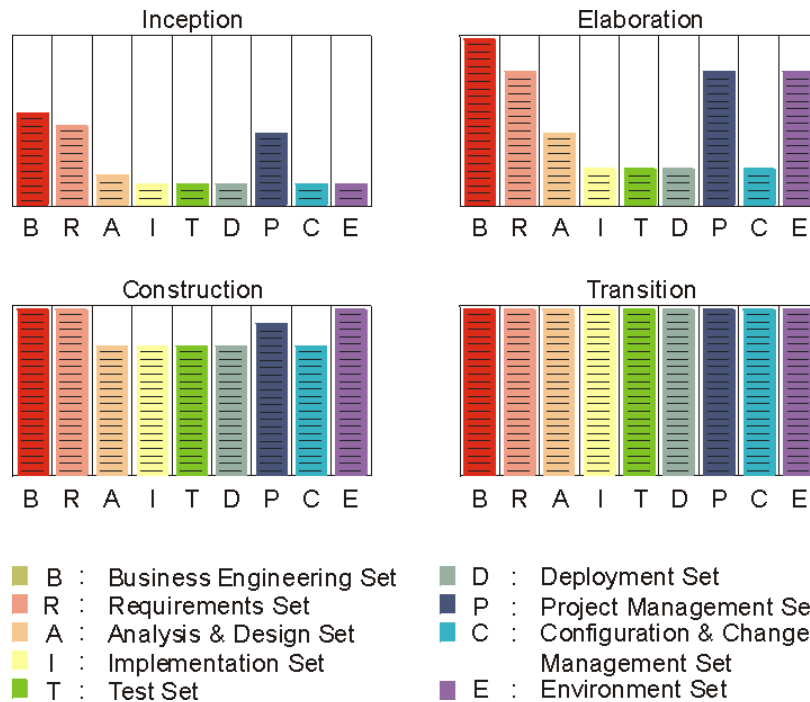 Inception
B R A I T D P C E
Elaboration
B R A I T D P C E
Construction
B R A I T D P C E
Transition
B R A I T D P C E
B : Business Engineering Set
R : Requirements Set
A : Analysis & Design Set
I : Implementation Set
T : Test Set
D : Deployment Set
P : Project Management Se
C : Configuration & Change
Management Set
E : Environment Set